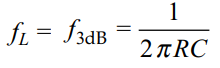 f_L = f_3dB = 1 / 2πRC